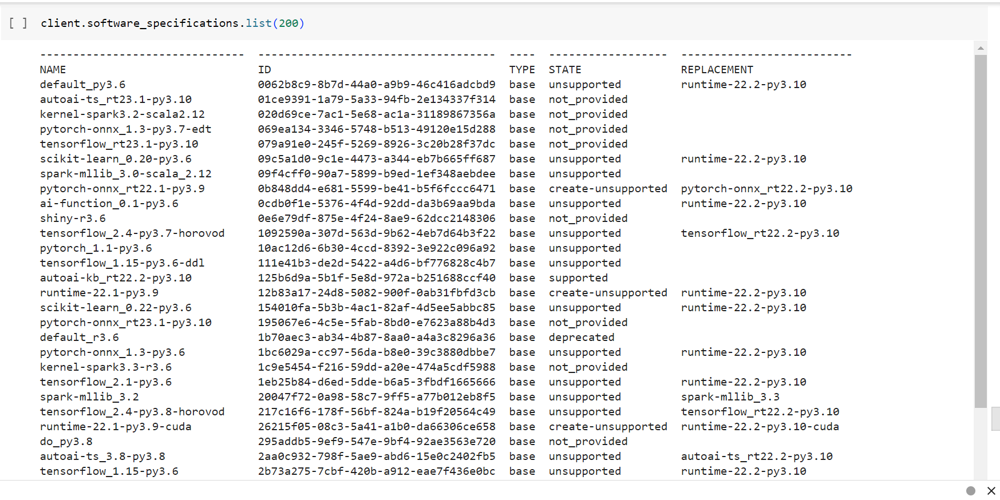 [ ] client.software_specifications.list(200)
------------------------------- ------------------------------------ ---- ------------------ --------------------------
NAME ID TYPE STATE REPLACEMENT
default_py3.6 0062b8c9-8b7d-44a0-a9b9-46c416adcbd9 base unsupported runtime-22.2-py3.10
autoai-ts_rt23.1-py3.10 01ce9391-1a79-5a33-94fb-2e134337f314 base not_provided
kernel-spark3.2-scala2.12 020d69ce-7ac1-5e68-ac1a-31189867356a base not_provided
pytorch-onnx_1.3-py3.7-edt 069ea134-3346-5748-b513-49120e15d288 base not_provided
tensorflow_rt23.1-py3.10 079a91e0-245f-5269-8926-3c20b28f37dc base not_provided
scikit-learn_0.20-py3.6 09c5a1d0-9c1e-4473-a344-eb7b665ff687 base unsupported runtime-22.2-py3.10
spark-mllib_3.0-scala_2.12 09f4cff0-90a7-5899-b9ed-1ef348aebdee base unsupported
pytorch-onnx_rt22.1-py3.9 0b848dd4-e681-5599-be41-b5f6fccc6471 base create-unsupported pytorch-onnx_rt22.2-py3.10
ai-function_0.1-py3.6 0cdb0f1e-5376-4f4d-92dd-da3b69aa9bda base unsupported runtime-22.2-py3.10
shiny-r3.6 0e6e79df-875e-4f24-8ae9-62dcc2148306 base not_provided
tensorflow_2.4-py3.7-horovod 1092590a-307d-563d-9b62-4eb7d64b3f22 base unsupported tensorflow_rt22.2-py3.10
pytorch_1.1-py3.6 10ac12d6-6b30-4ccd-8392-3e922c096a92 base unsupported
tensorflow_1.15-py3.6-ddl 111e41b3-de2d-5422-a4d6-bf776828c4b7 base unsupported
autoai-kb_rt22.2-py3.10 125b6d9a-5b1f-5e8d-972a-b251688ccf40 base supported
runtime-22.1-py3.9 12b83a17-24d8-5082-900f-0ab31fbfd3cb base create-unsupported runtime-22.2-py3.10
scikit-learn_0.22-py3.6 154010fa-5b3b-4ac1-82af-4d5ee5abbc85 base unsupported runtime-22.2-py3.10
pytorch-onnx_rt23.1-py3.10 195067e6-4c5e-5fab-8bd0-e7623a88b4d3 base not_provided
default_r3.6 1b70aec3-ab34-4b87-8aa0-a4a3c8296a36 base deprecated
pytorch-onnx_1.3-py3.6 1bc6029a-cc97-56da-b8e0-39c3880dbbe7 base unsupported runtime-22.2-py3.10
kernel-spark3.3-r3.6 1c9e5454-f216-59dd-a20e-474a5cdf5988 base not_provided
tensorflow_2.1-py3.6 1eb25b84-d6ed-5dde-b6a5-3fbdf1665666 base unsupported runtime-22.2-py3.10
spark-mllib_3.2 20047f72-0a98-58c7-9ff5-a77b012eb8f5 base unsupported spark-mllib_3.3
tensorflow_2.4-py3.8-horovod 217c16f6-178f-56bf-824a-b19f20564c49 base unsupported tensorflow_rt22.2-py3.10
runtime-22.1-py3.9-cuda 26215f05-08c3-5a41-a1b0-da66306ce658 base create-unsupported runtime-22.2-py3.10-cuda
do_py3.8 295addb5-9ef9-547e-9bf4-92ae3563e720 base not_provided
autoai-ts_3.8-py3.8 2aa0c932-798f-5ae9-abd6-15e0c2402fb5 base unsupported autoai-ts_rt22.2-py3.10
tensorflow_1.15-py3.6 2b73a275-7cbf-420b-a912-eae7f436e0bc base unsupported runtime-22.2-py3.10